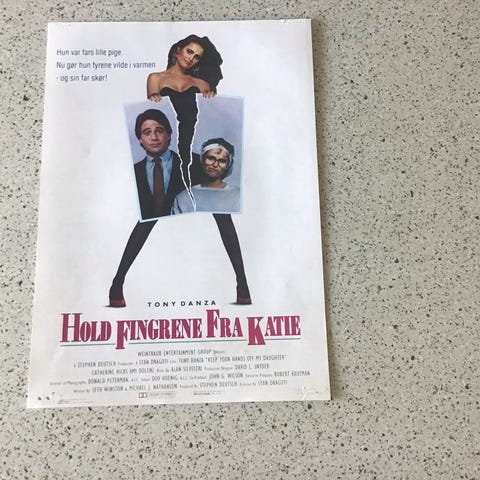 Hun var fars lille pige.
Nu gør hun fyrene vilde i varmen
- og sin far skør!
TONY DANZA
HOLD FINGRENE FRA KATIE
WEINTRAUB ENTERTAINMENT GROUP
A STEPHEN DEUTSCH Production A STAN DRAGOTI Film TONY DANZA "KEEP YOUR HANDS OFF MY DAUGHTER"
CATHERINE HICKS AMI DOLENZ Music By ALAN SILVESTRI Production Designer DAVID L. SNYDER
Director of Photography DONALD PETERMAN, A.S.C. Editor DOV HOENIG, A.C.E. Co-Producer JOHN G. WILSON Executive Producer ROBERT KAUFMAN
Written By SETH WINSTON & MICHAEL J. NATHANSON Produced By STEPHEN DEUTSCH Directed By STAN DRAGOTI